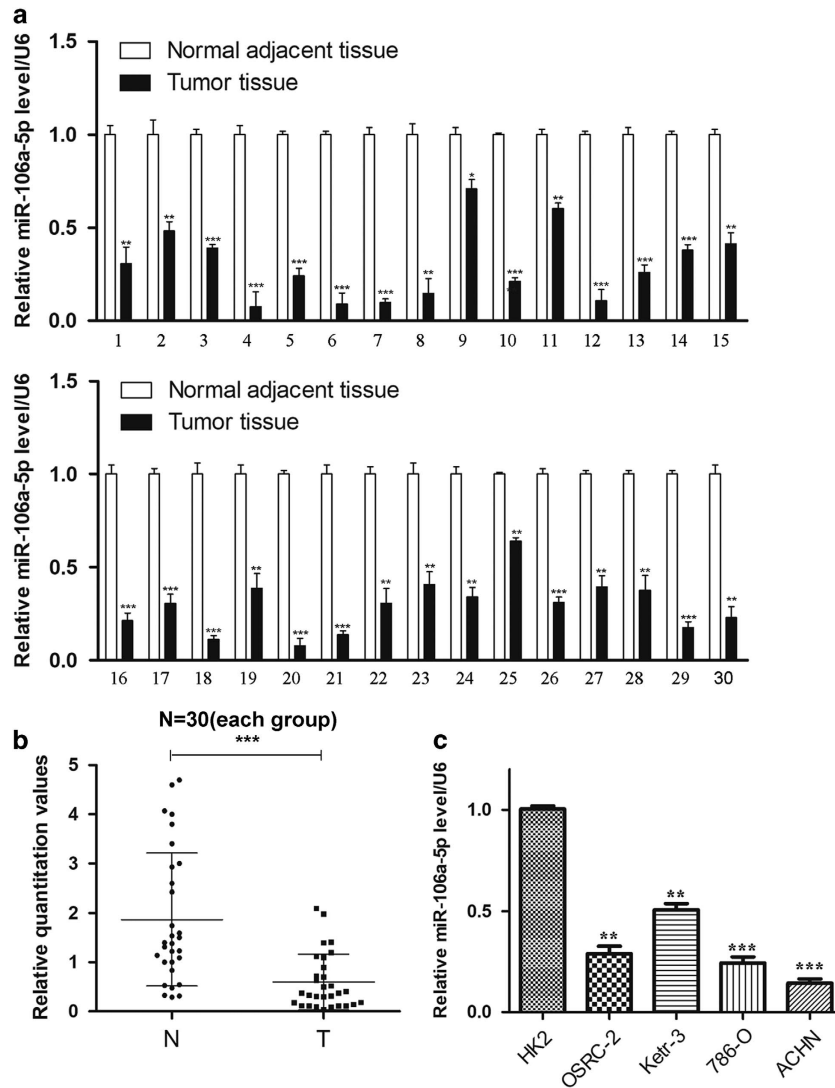 a
Relative miR-106a-5p level/U6
1.5
1.0
0.5
0.0
Normal adjacent tissue
Tumor tissue
** ** *** *** *** *** *** ** * *** ** *** *** *** **
1 2 3 4 5 6 7 8 9 10 11 12 13 14 15
Relative miR-106a-5p level/U6
1.5
1.0
0.5
0.0
Normal adjacent tissue
Tumor tissue
*** *** *** ** *** *** ** ** ** ** *** ** ** *** **
16 17 18 19 20 21 22 23 24 25 26 27 28 29 30
b
N=30(each group)
***
Relative quantitation values
5
4
3
2
1
0
N T
c
Relative miR-106a-5p level/U6
1.0
0.5
0.0
** ** *** ***
HK2 OSRC-2 Ketr-3 786-O ACHN